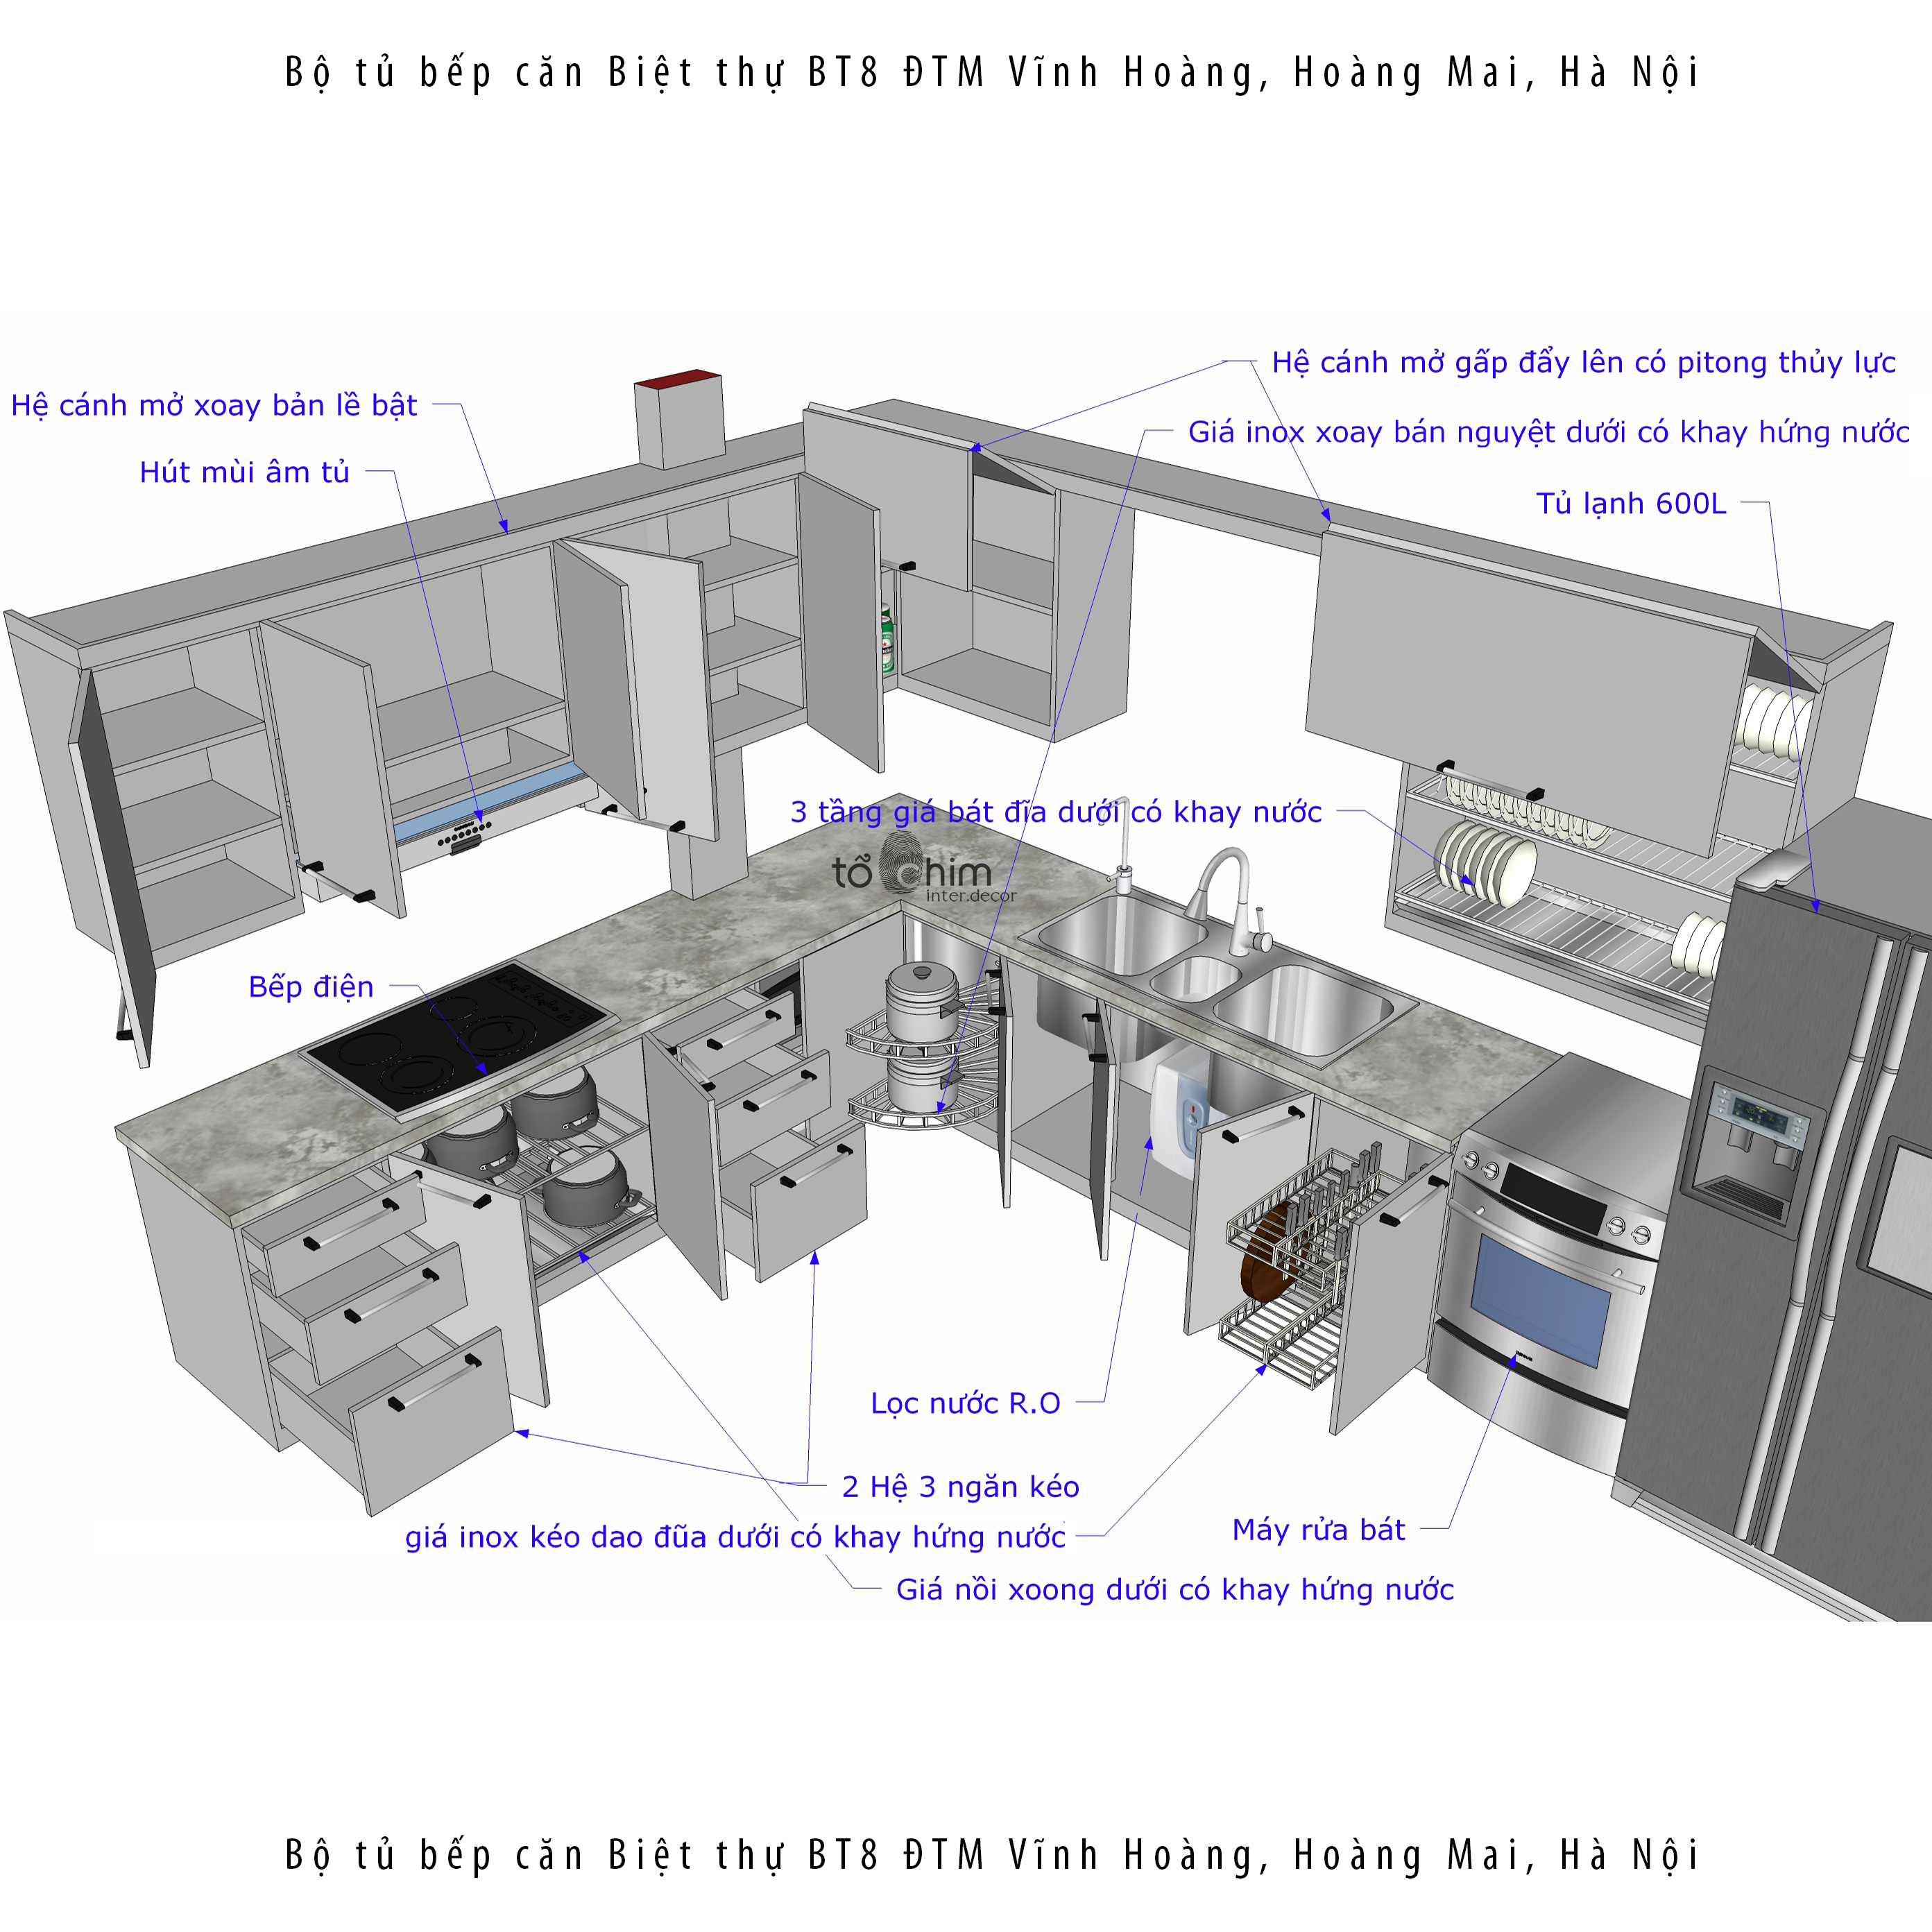 Bộ tủ bếp căn Biệt thự BT8 ĐTM Vĩnh Hoàng, Hoàng Mai, Hà Nội
Hệ cánh mở gấp đẩy lên có pitong thủy lực
Hệ cánh mở xoay bản lề bật
Giá inox xoay bán nguyệt dưới có khay hứng nước
Hút mùi âm tủ
Tủ lạnh 600L
3 tầng giá bát đĩa dưới có khay nước
tổ chim
inter.decor
Bếp điện
Lọc nước R.O
2 Hệ 3 ngăn kéo
giá inox kéo dao đũa dưới có khay hứng nước
Máy rửa bát
Giá nồi xoong dưới có khay hứng nước
Bộ tủ bếp căn Biệt thự BT8 ĐTM Vĩnh Hoàng, Hoàng Mai, Hà Nội